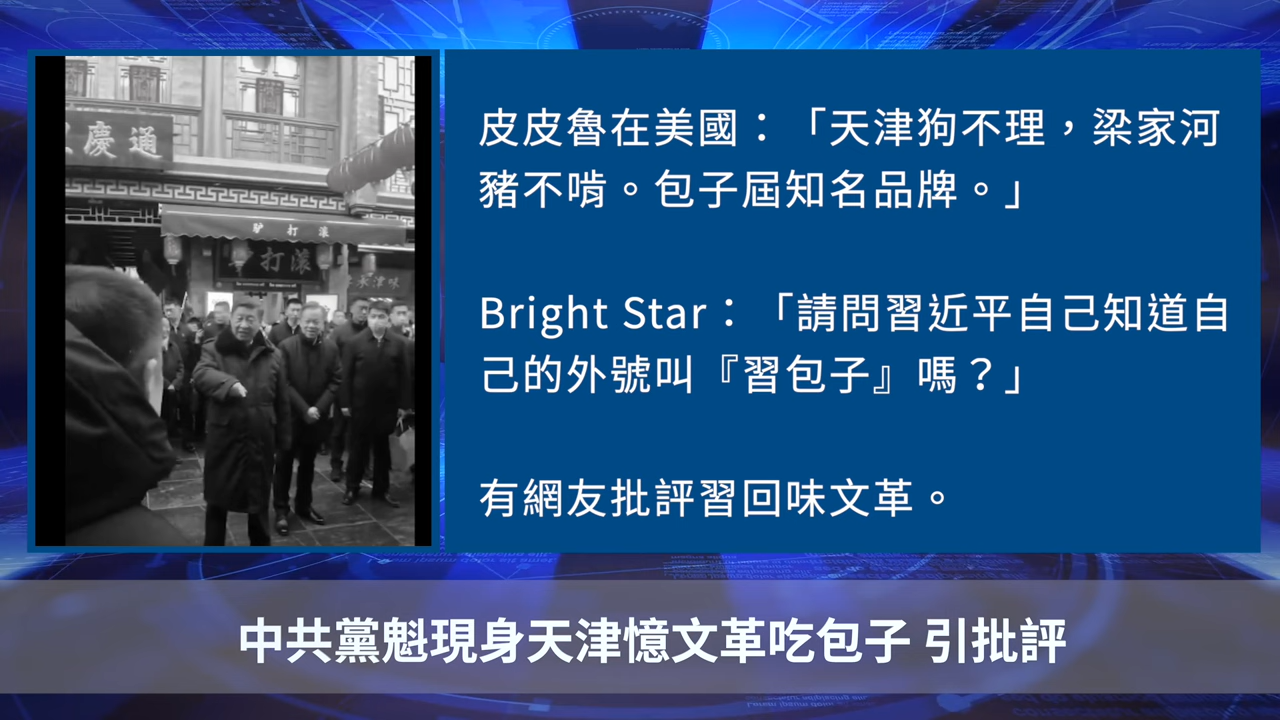 慶通
驴打滚
打滚
皮皮魯在美國：「天津狗不理，梁家河
豬不啃。包子屆知名品牌。」
Bright Star：「請問習近平自己知道自
己的外號叫『習包子』嗎？」
有網友批評習回味文革。
中共黨魁現身天津憶文革吃包子 引批評